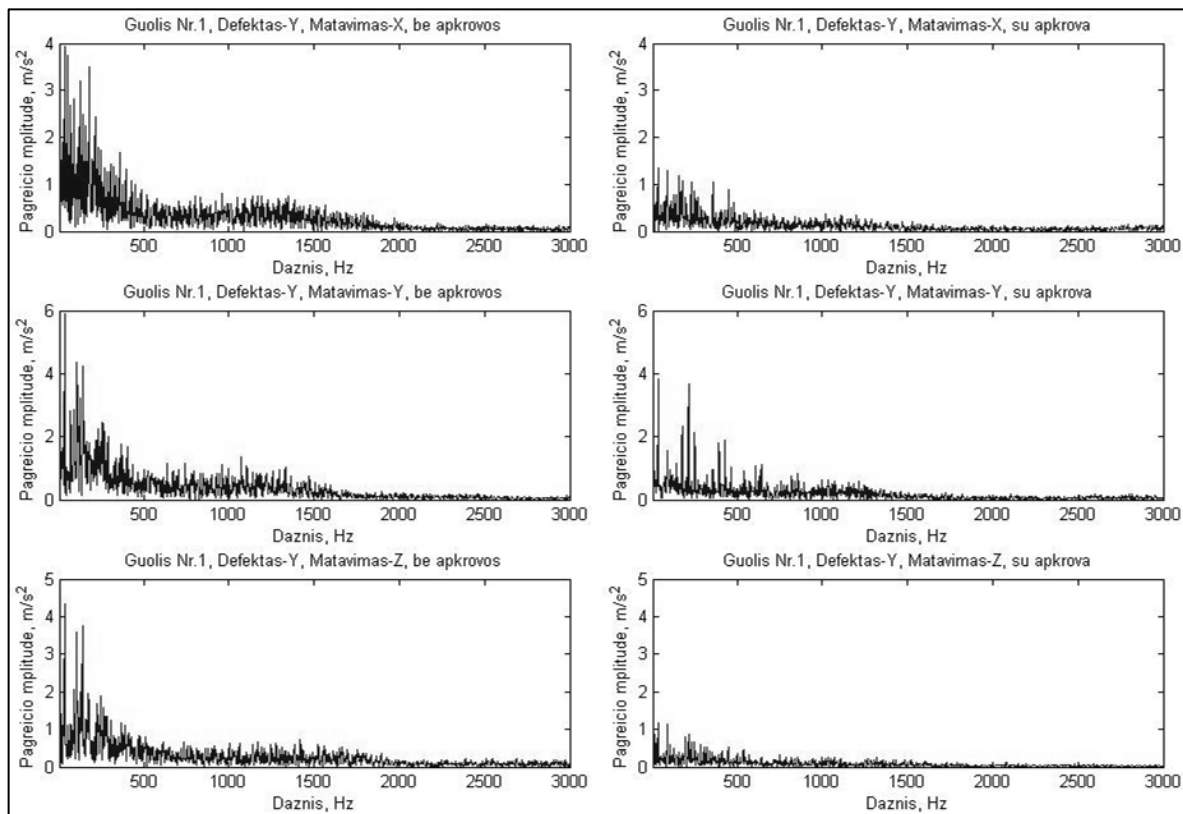 Guolis Nr.1, Defektas-Y, Matavimas-X, be apkrovos
Pagreicio mplitude, m/s²
4
3
2
1
0
500 1000 1500 2000 2500 3000
Daznis, Hz
Guolis Nr.1, Defektas-Y, Matavimas-X, su apkrova
Pagreicio mplitude, m/s²
4
3
2
1
0
500 1000 1500 2000 2500 3000
Daznis, Hz
Guolis Nr.1, Defektas-Y, Matavimas-Y, be apkrovos
Pagreicio mplitude, m/s²
6
4
2
0
500 1000 1500 2000 2500 3000
Daznis, Hz
Guolis Nr.1, Defektas-Y, Matavimas-Y, su apkrova
Pagreicio mplitude, m/s²
6
4
2
0
500 1000 1500 2000 2500 3000
Daznis, Hz
Guolis Nr.1, Defektas-Y, Matavimas-Z, be apkrovos
Pagreicio mplitude, m/s²
5
4
3
2
1
0
500 1000 1500 2000 2500 3000
Daznis, Hz
Guolis Nr.1, Defektas-Y, Matavimas-Z, su apkrova
Pagreicio mplitude, m/s²
5
4
3
2
1
0
500 1000 1500 2000 2500 3000
Daznis, Hz